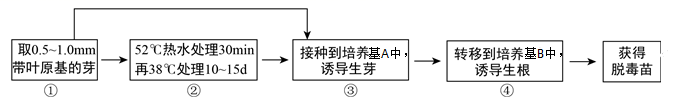 取0.5~1.0mm
带叶原基的芽
①
52℃热水处理30min
再38℃处理10~15d
②
接种到培养基A中，
诱导生芽
③
转移到培养基B中，
诱导生根
④
获得
脱毒苗